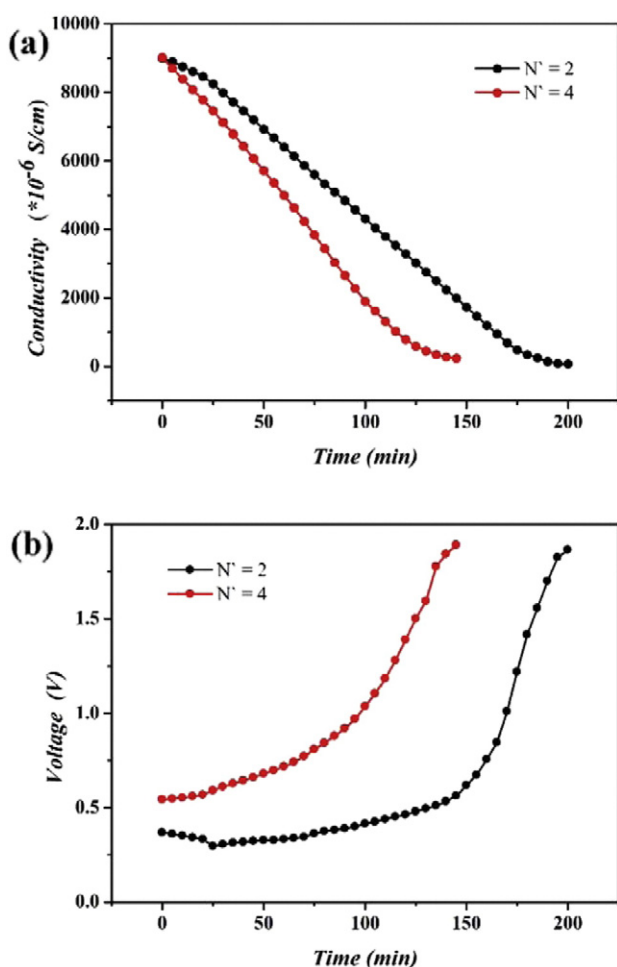 (a)
10000
8000
6000
4000
2000
0
Conductivity (*10⁻⁶ S/cm)
N` = 2
N` = 4
0 50 100 150 200
Time (min)
(b)
2.0
1.5
1.0
0.5
0.0
Voltage (V)
N` = 2
N` = 4
0 50 100 150 200
Time (min)